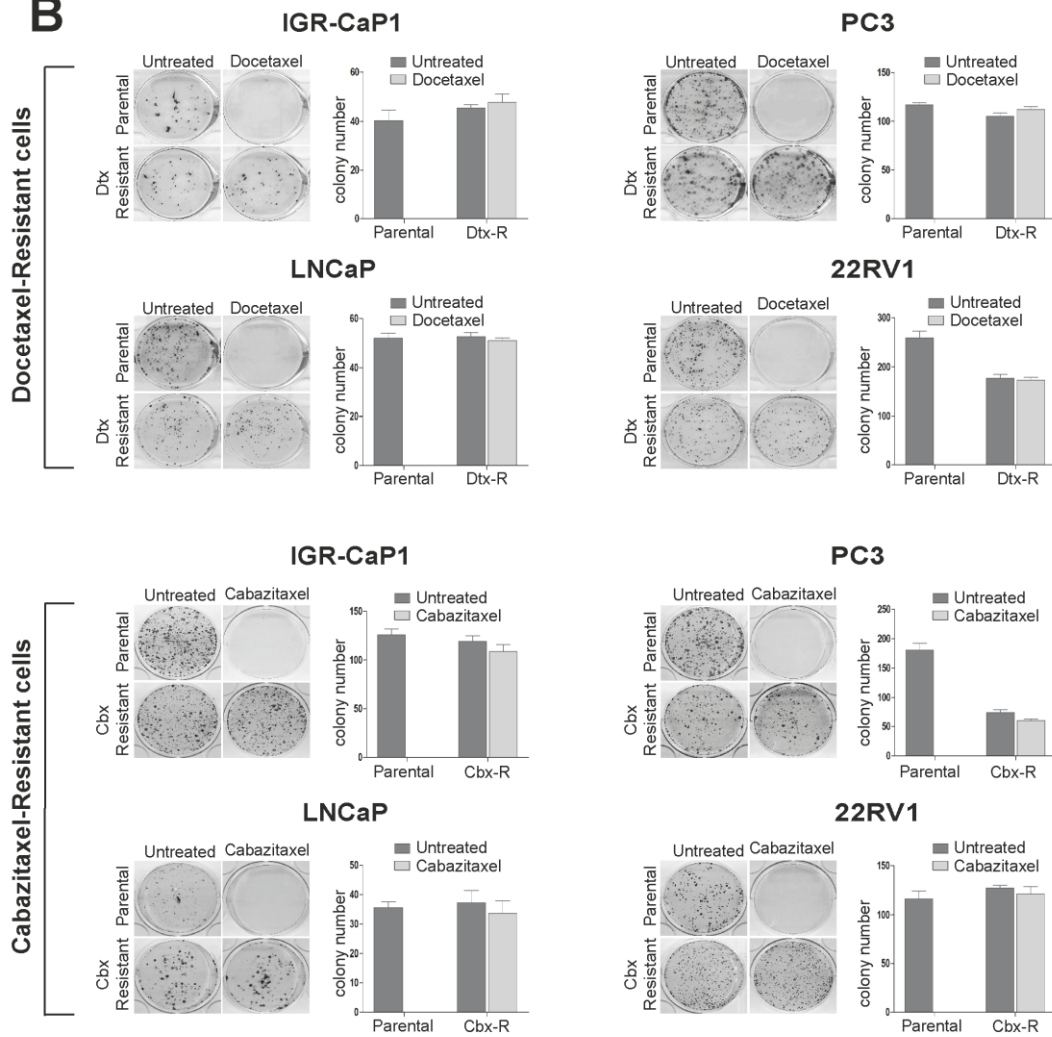 B
IGR-CaP1
PC3
Docetaxel-Resistant cells
Untreated Docetaxel
Parental
Dtx
Resistant
Untreated
Docetaxel
colony number
60
40
20
0
Parental Dtx-R
Untreated Docetaxel
Parental
Dtx
Resistant
Untreated
Docetaxel
colony number
150
100
50
0
Parental Dtx-R
LNCaP
22RV1
Untreated Docetaxel
Parental
Dtx
Resistant
Untreated
Docetaxel
colony number
60
40
20
0
Parental Dtx-R
Untreated Docetaxel
Parental
Dtx
Resistant
Untreated
Docetaxel
colony number
300
200
100
0
Parental Dtx-R
IGR-CaP1
PC3
Cabazitaxel-Resistant cells
Untreated Cabazitaxel
Parental
Cbx
Resistant
Untreated
Cabazitaxel
colony number
150
100
50
0
Parental Cbx-R
Untreated Cabazitaxel
Parental
Cbx
Resistant
Untreated
Cabazitaxel
colony number
250
200
150
100
50
0
Parental Cbx-R
LNCaP
22RV1
Untreated Cabazitaxel
Parental
Cbx
Resistant
Untreated
Cabazitaxel
colony number
50
40
30
20
10
0
Parental Cbx-R
Untreated Cabazitaxel
Parental
Cbx
Resistant
Untreated
Cabazitaxel
colony number
150
100
50
0
Parental Cbx-R